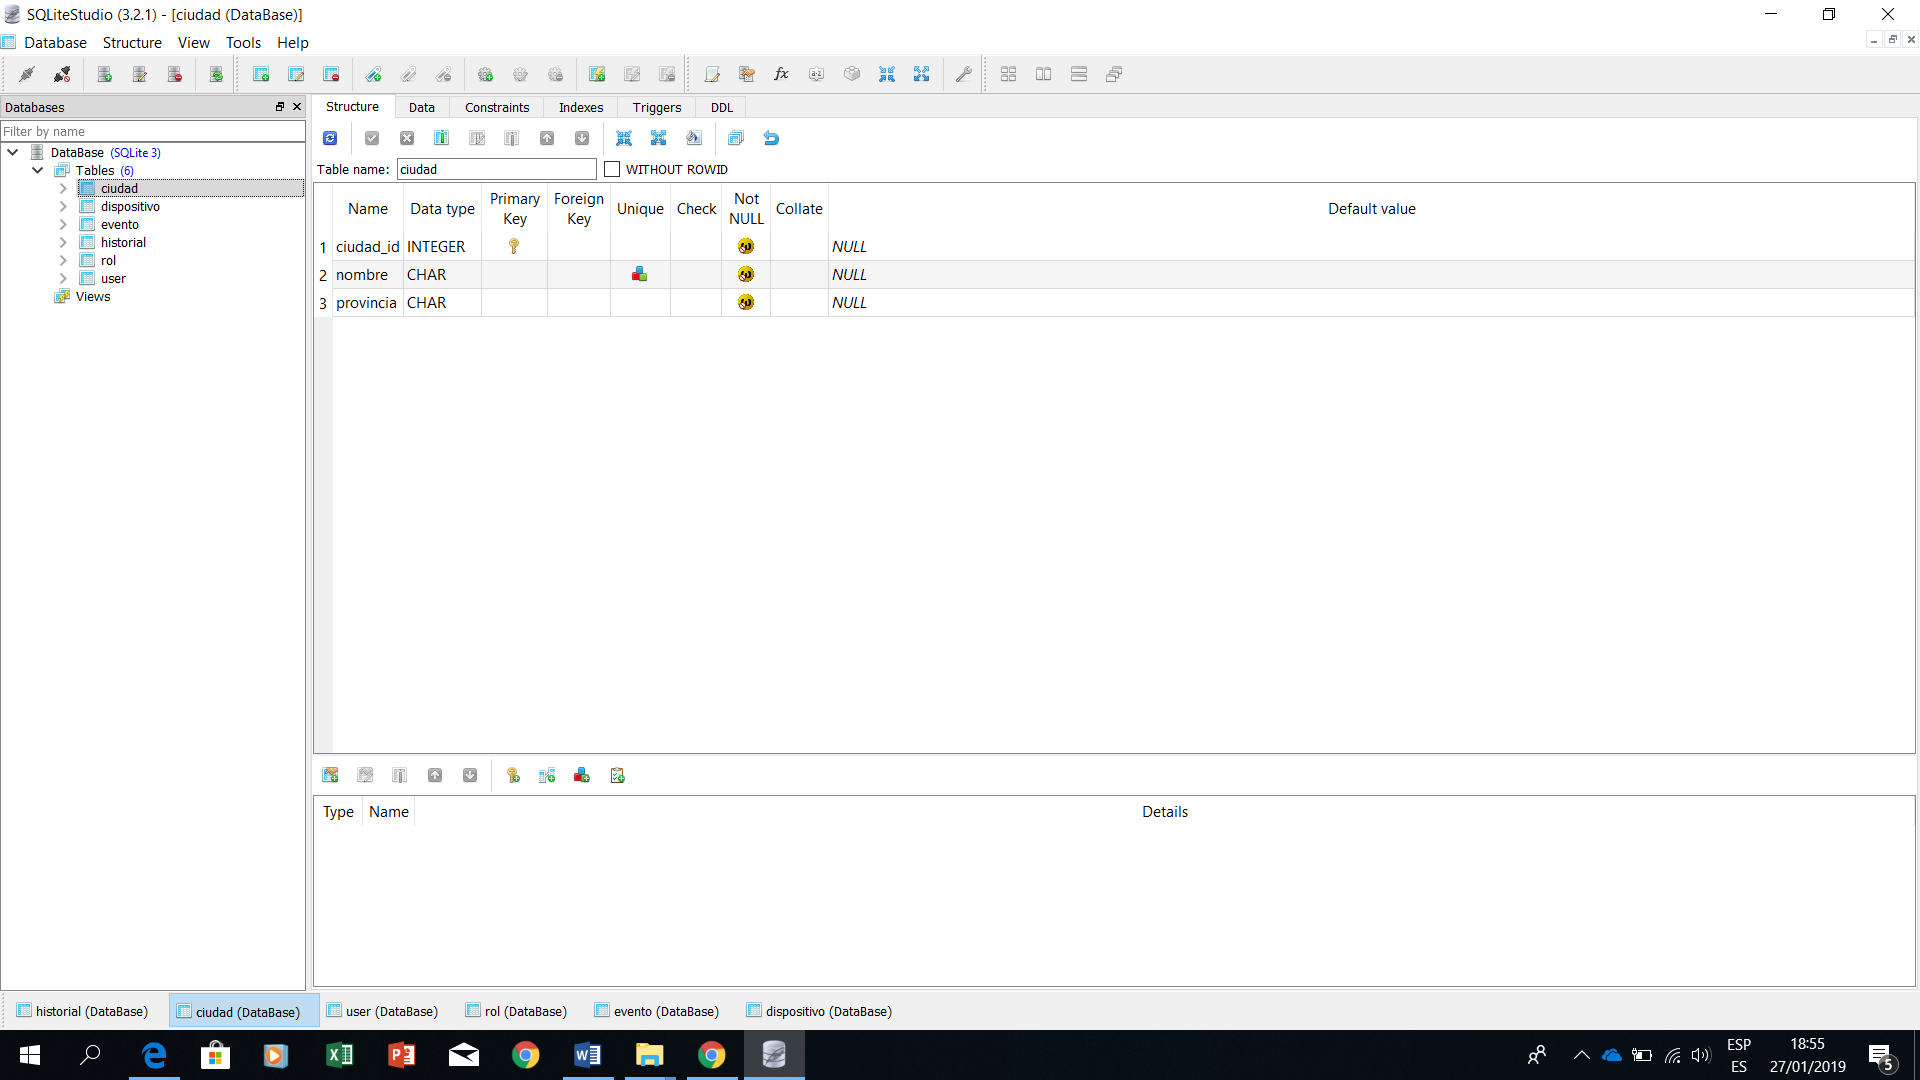 SQLiteStudio (3.2.1) - [ciudad (DataBase)]
Database Structure View Tools Help
Databases
Filter by name
DataBase (SQLite 3)
Tables (6)
ciudad
dispositivo
evento
historial
rol
user
Views
Structure Data Constraints Indexes Triggers DDL
Table name: ciudad WITHOUT ROWID
Name Data type Primary Key Foreign Key Unique Check Not NULL Collate Default value
1 ciudad_id INTEGER NULL
2 nombre CHAR NULL
3 provincia CHAR NULL
Type Name Details
historial (DataBase) ciudad (DataBase) user (DataBase) rol (DataBase) evento (DataBase) dispositivo (DataBase)
ESP 18:55
ES 27/01/2019 5